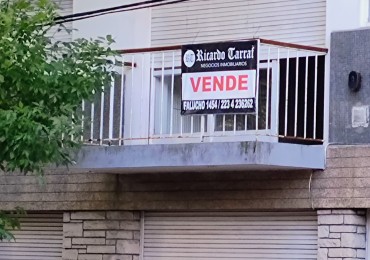 Ricardo Tarraf
NEGOCIOS INMOBILIARIOS
VENDE
FALUCHO 1454 / 223 4 236262